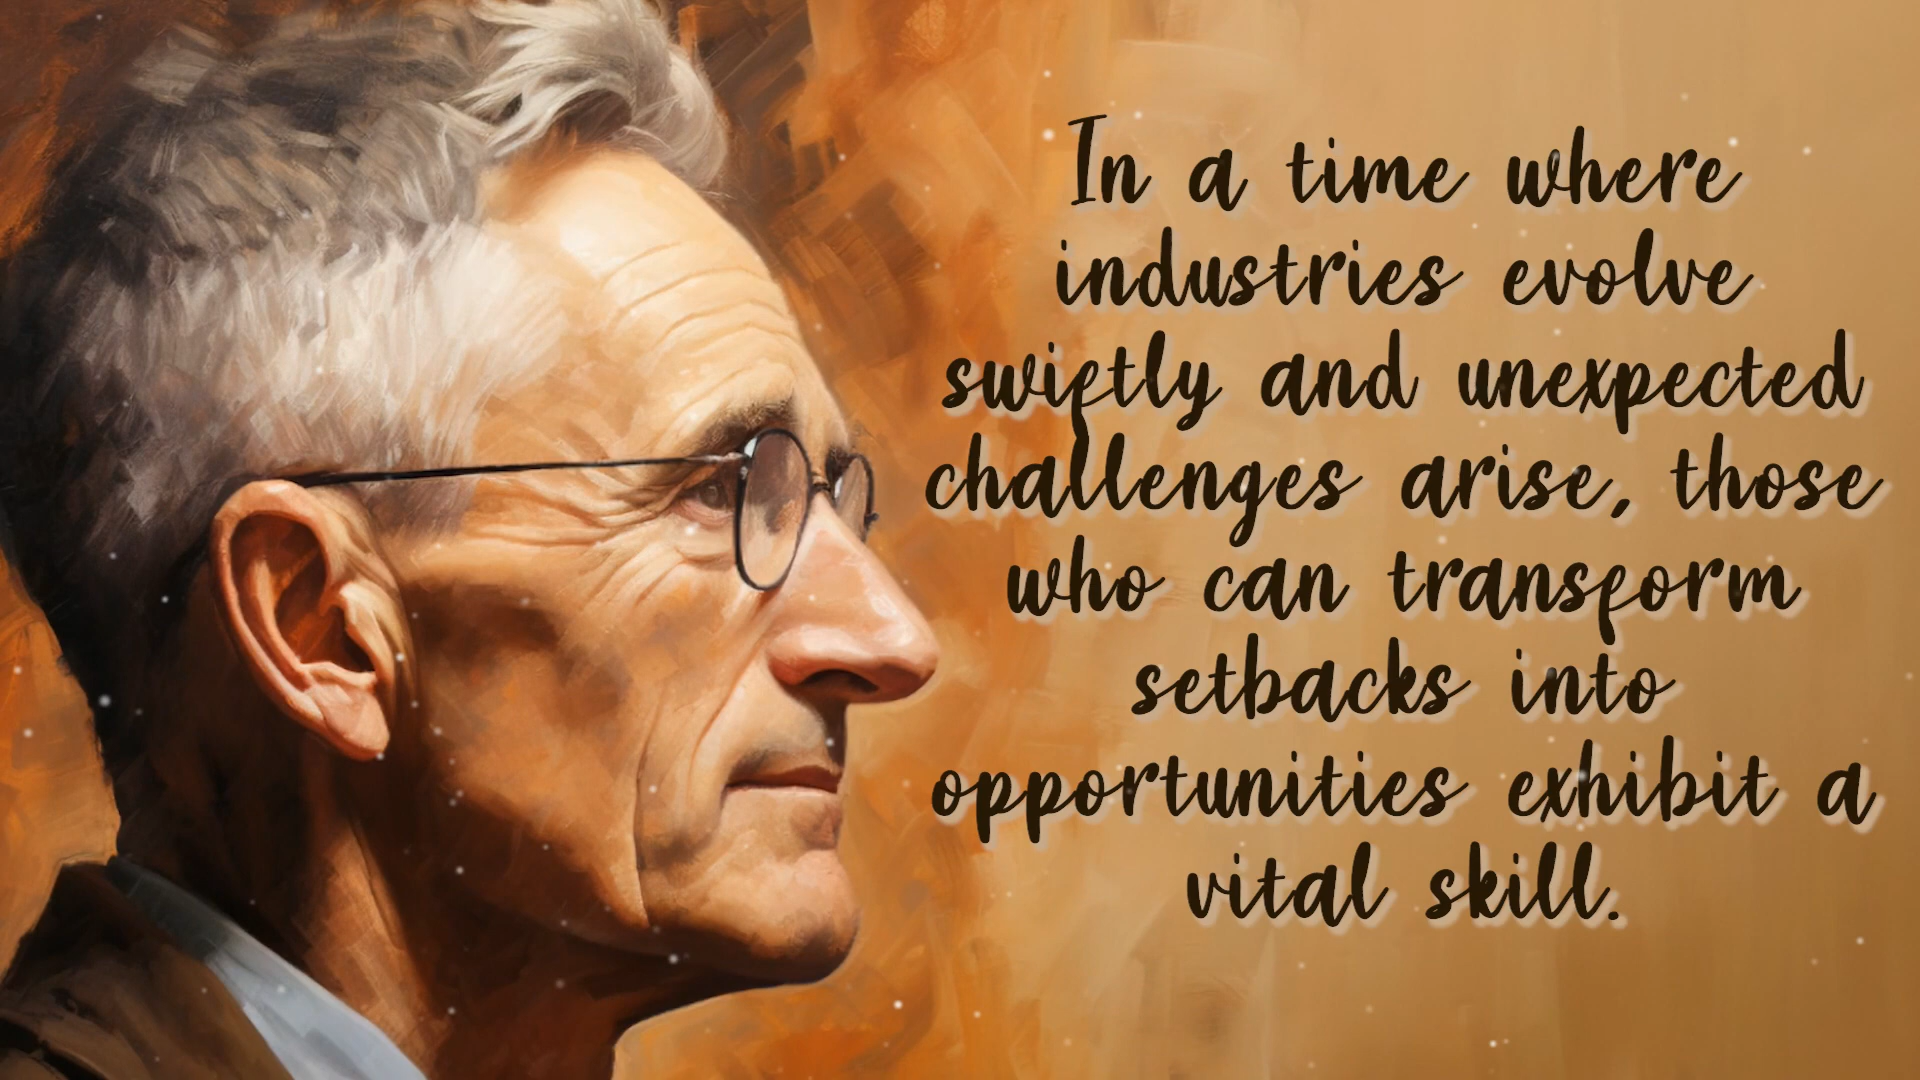 In a time where
industries evolve
swiftly and unexpected
challenges arise, those
who can transform
setbacks into
opportunities exhibit a
vital skill.